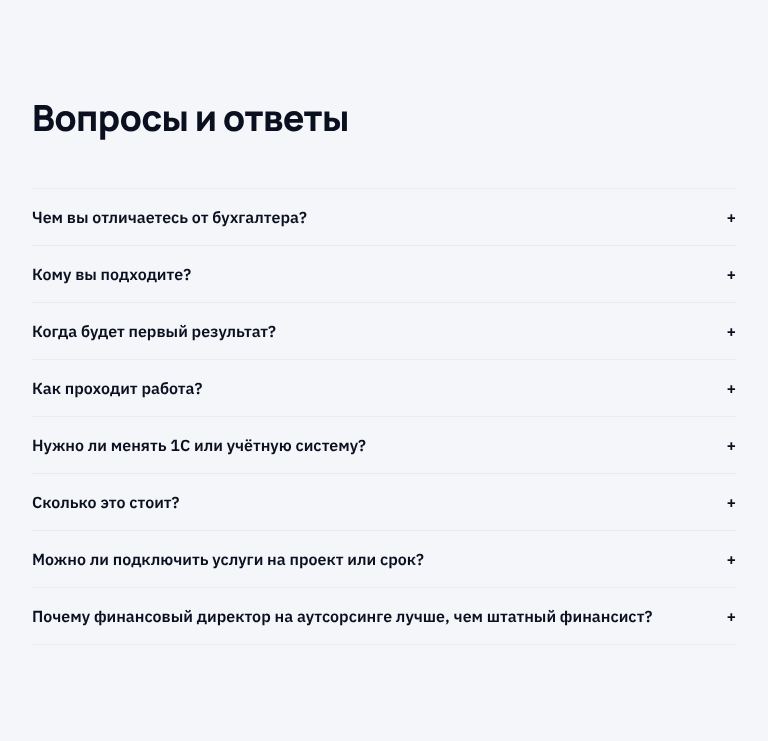 Вопросы и ответы
Чем вы отличаетесь от бухгалтера? +
Кому вы подходите? +
Когда будет первый результат? +
Как проходит работа? +
Нужно ли менять 1С или учётную систему? +
Сколько это стоит? +
Можно ли подключить услуги на проект или срок? +
Почему финансовый директор на аутсорсинге лучше, чем штатный финансист? +